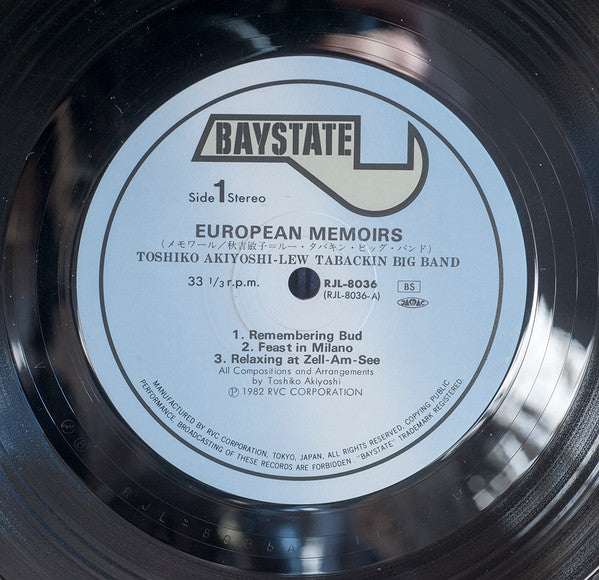 BAYSTATE
Side 1 Stereo
EUROPEAN MEMOIRS
(メモワール/秋吉敏子=ルー・タバキン・ビッグ・バンド)
TOSHIKO AKIYOSHI-LEW TABACKIN BIG BAND
33 1/3 r.p.m.
RJL-8036
(RJL-8036-A)
BS
1. Remembering Bud
2. Feast in Milano
3. Relaxing at Zell-Am-See
All Compositions and Arrangements
by Toshiko Akiyoshi
Ⓟ 1982 RVC CORPORATION
MANUFACTURED BY RVC CORPORATION, TOKYO, JAPAN. ALL RIGHTS RESERVED. COPYING PUBLIC
PERFORMANCE, BROADCASTING OF THESE RECORDS ARE FORBIDDEN. "BAYSTATE" TRADEMARK REGISTERED.